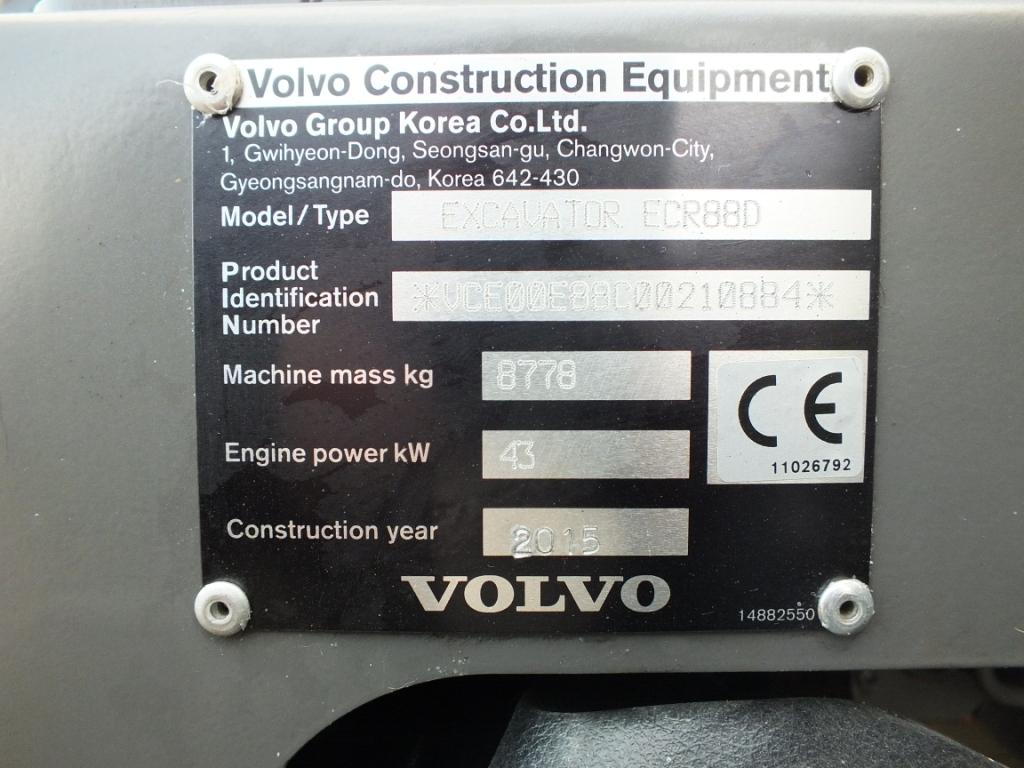 Volvo Construction Equipment
Volvo Group Korea Co.Ltd.
1, Gwihyeon-Dong, Seongsan-gu, Changwon-City,
Gyeongsangnam-do, Korea 642-430
Model/Type EXCAVATOR ECR88D
Product
Identification
Number
*VCE00E88C00210884*
Machine mass kg 8778
CE
11026792
Engine power kW 43
Construction year 2015
VOLVO
14882550